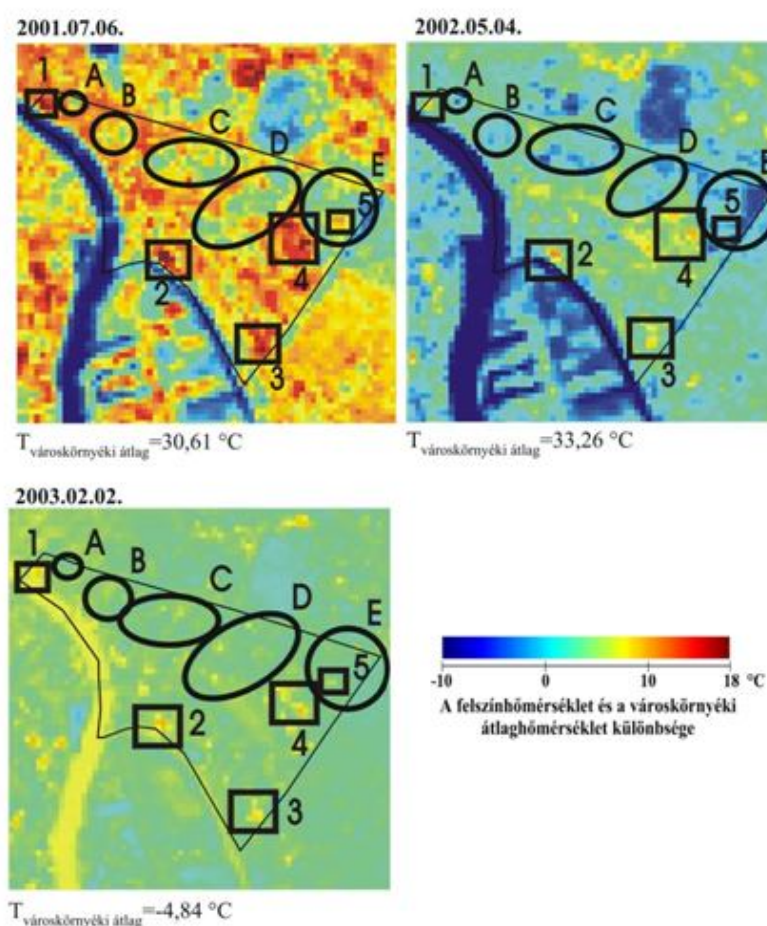 2001.07.06.
2002.05.04.
1 A B C D E
5
4
2
3
1 A B C D E
5
4
2
3
T városkörnyéki átlag=30,61 °C
T városkörnyéki átlag=33,26 °C
2003.02.02.
1 A B C D E
5
2
4
3
-10 0 10 18 °C
A felszínhőmérséklet és a városkörnyéki
átlaghőmérséklet különbsége
T városkörnyéki átlag=-4,84 °C